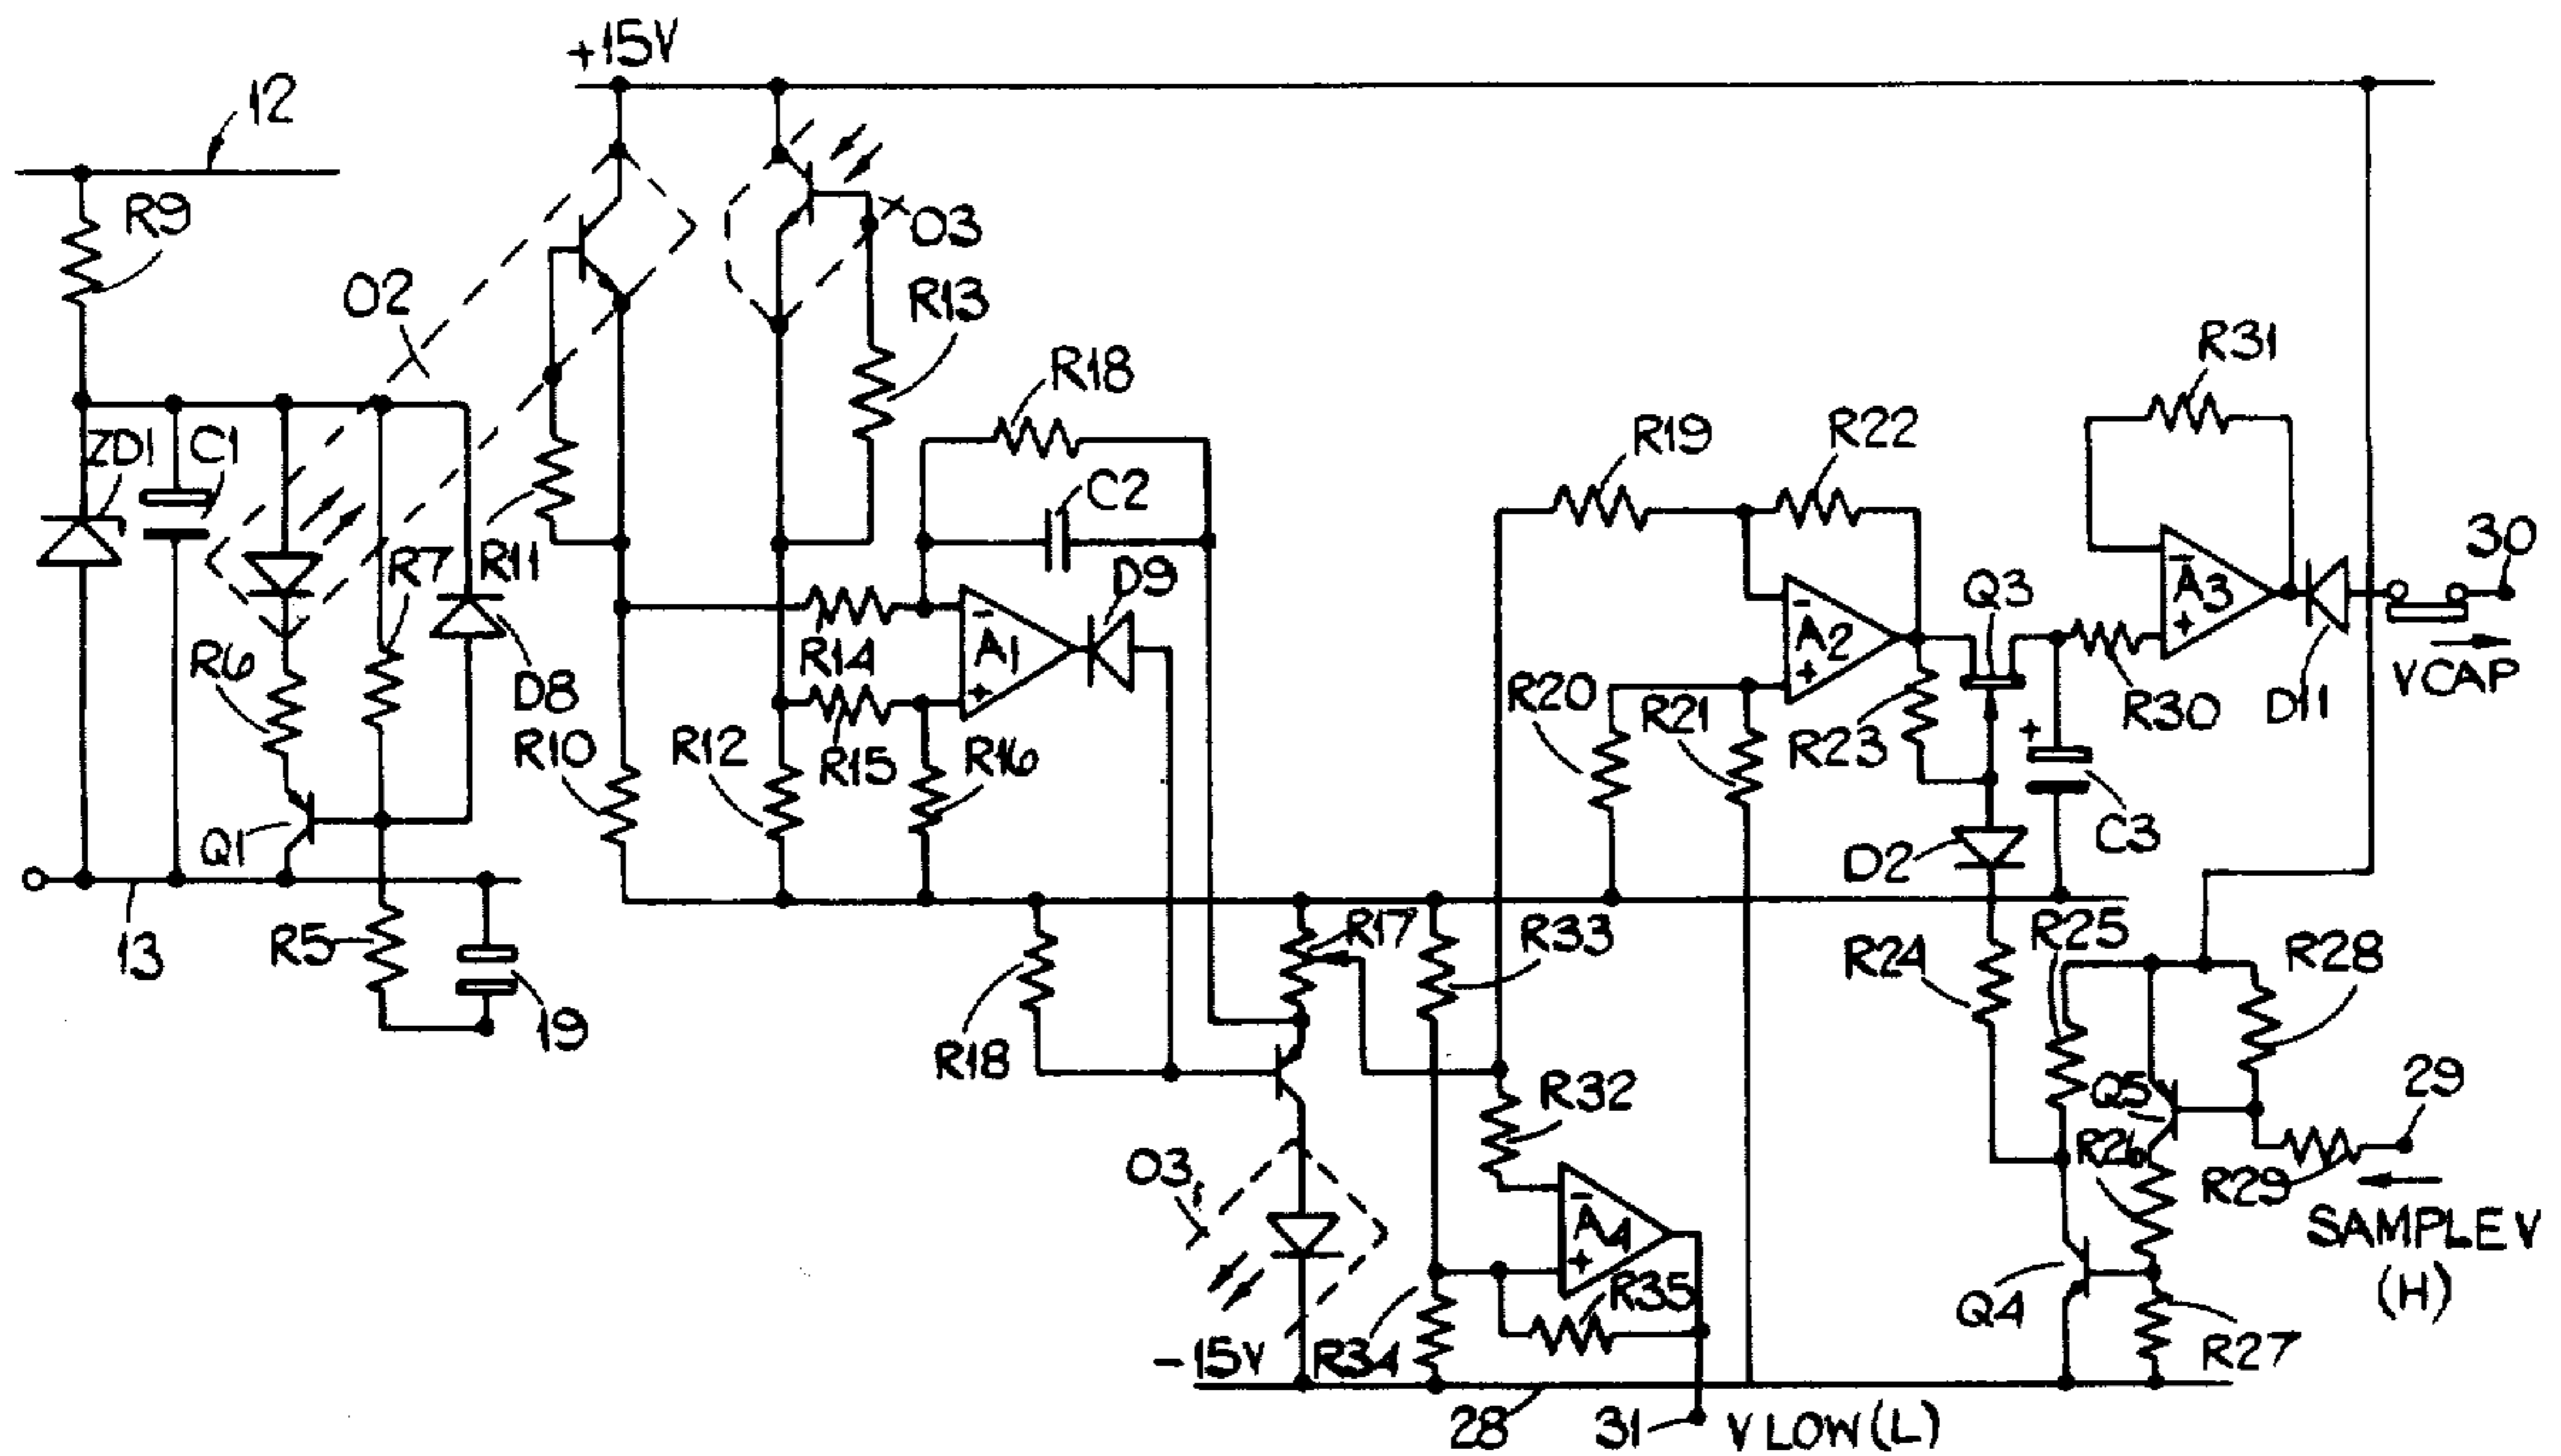 +15V
12
R9
O2
O3
R13
R18
R31
ZD1
C1
C2
R19
R22
R7
R11
D9
Q3
30
A1
A2
A3
-
+
-
+
-
+
R6
D8
R14
R20
R21
R23
R30
D11
VCAP
R10
R12
R15
R16
+
Q1
D2
C3
13
R5
19
R17
R33
R24
R25
R28
R18
R32
Q5
29
O3
R26
R29
A4
-
+
SAMPLE V
(H)
R35
Q4
-15V
R34
R27
28
31
V LOW (L)